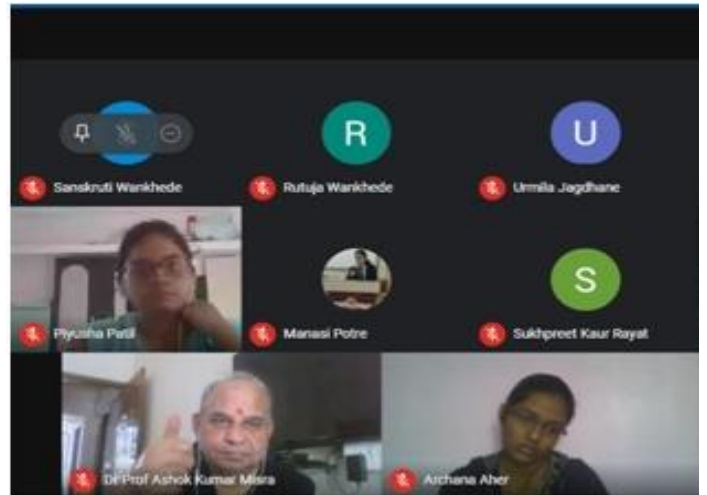 R
U
Sanskruti Wankhede
Rutuja Wankhede
Urmila Jagdhane
S
Piyusha Patil
Manasi Potre
Sukhpreet Kaur Rayat
Dr Prof Ashok Kumar Misra
Archana Aher